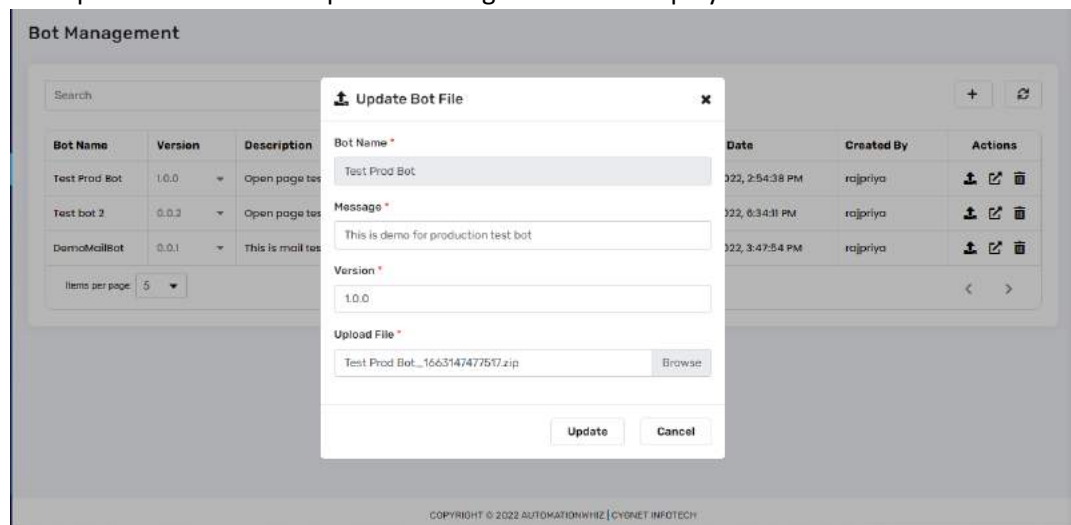 Bot Management
Search
Update Bot File
Bot Name Version Description Date Created By Actions
Test Prod Bot 1.0.0 Open page tes 022, 2:54:38 PM rajpriya
Test bot 2 0.0.2 Open page tes 022, 6:34:11 PM rajpriya
DemoMailBot 0.0.1 This is mail tes 022, 3:47:54 PM rajpriya
Items per page 5
Bot Name *
Test Prod Bot
Message *
This is demo for production test bot
Version *
1.0.0
Upload File *
Test Prod Bot_1663147477517.zip Browse
Update Cancel
COPYRIGHT © 2022 AUTOMATIONWHIZ | CYGNET INFOTECH